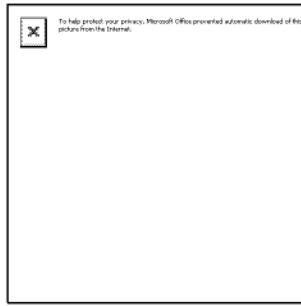 To help protect your privacy, Microsoft Office prevented automatic download of this
picture from the Internet.